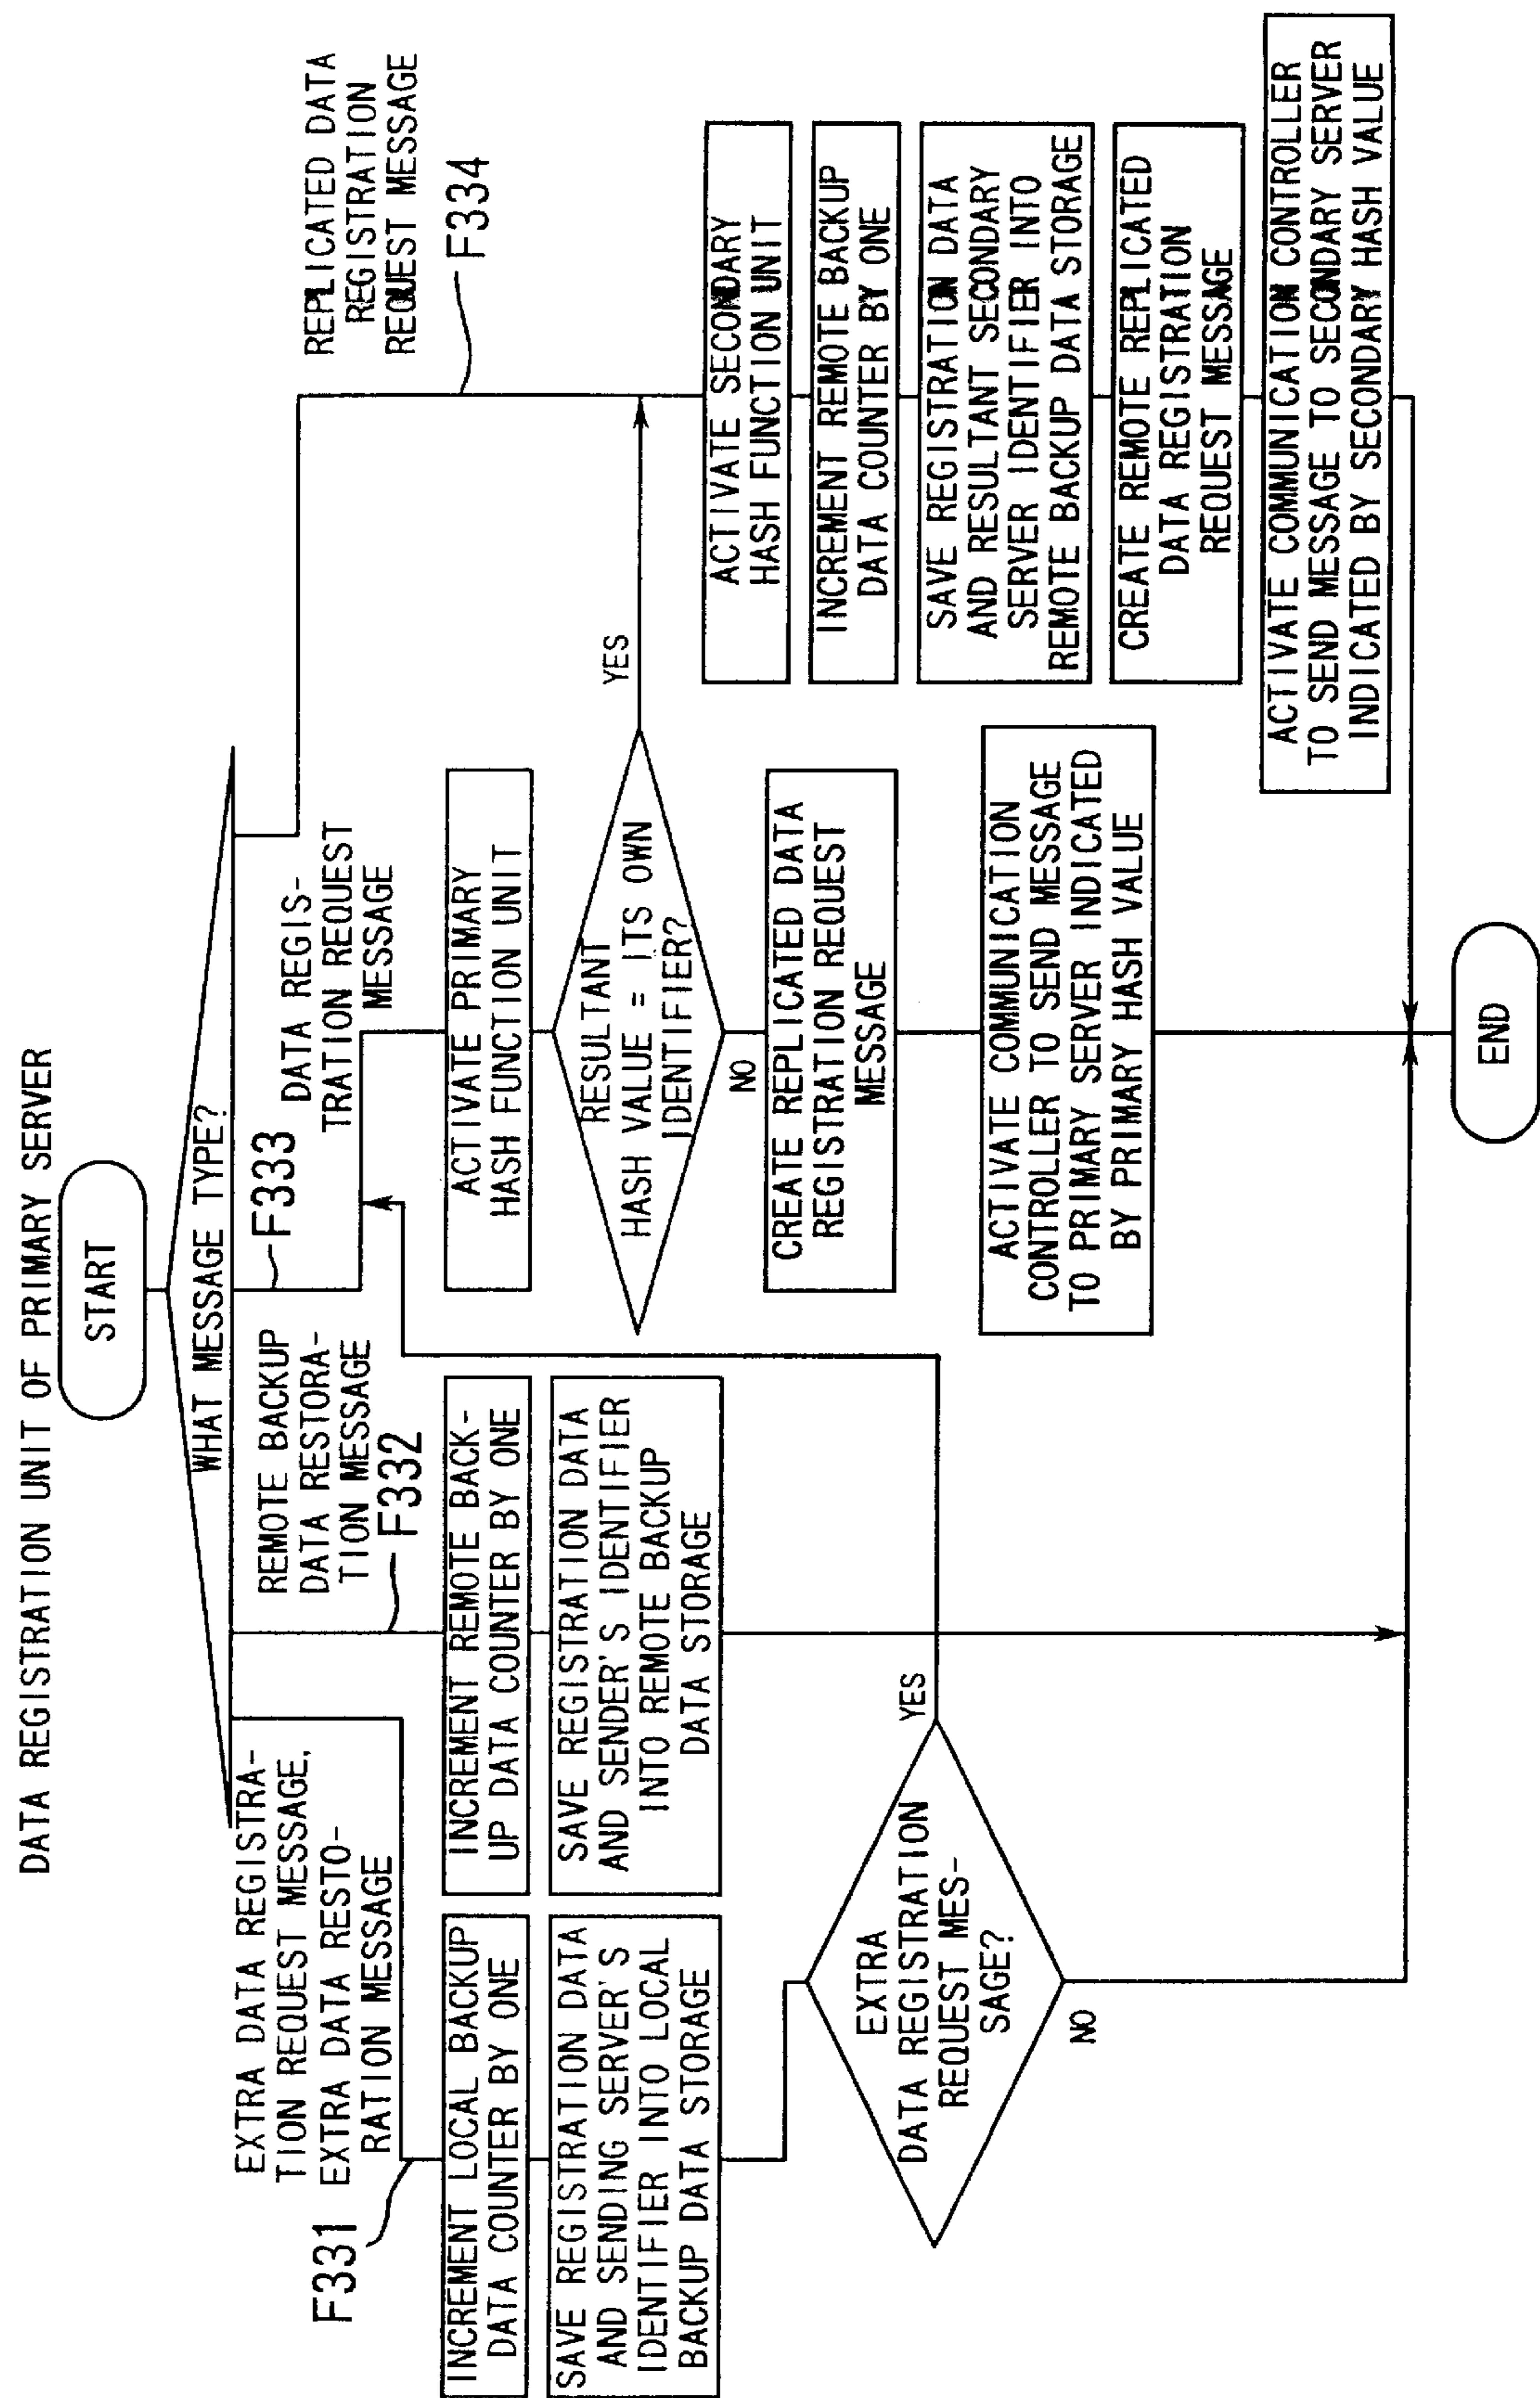 DATA REGISTRATION UNIT OF PRIMARY SERVER
START
WHAT MESSAGE TYPE?
EXTRA DATA REGISTRA-
TION REQUEST MESSAGE,
EXTRA DATA RESTO-
RATION MESSAGE
F331
INCREMENT LOCAL BACKUP
DATA COUNTER BY ONE
SAVE REGISTRATION DATA
AND SENDING SERVER'S
IDENTIFIER INTO LOCAL
BACKUP DATA STORAGE
EXTRA
DATA REGISTRATION
REQUEST MES-
SAGE?
YES
NO
REMOTE BACKUP
DATA RESTORA-
TION MESSAGE
F332
INCREMENT REMOTE BACK-
UP DATA COUNTER BY ONE
SAVE REGISTRATION DATA
AND SENDER'S IDENTIFIER
INTO REMOTE BACKUP
DATA STORAGE
F333
DATA REGIS-
TRATION REQUEST
MESSAGE
ACTIVATE PRIMARY
HASH FUNCTION UNIT
RESULTANT
HASH VALUE = ITS OWN
IDENTIFIER?
YES
NO
CREATE REPLICATED DATA
REGISTRATION REQUEST
MESSAGE
ACTIVATE COMMUNICATION
CONTROLLER TO SEND MESSAGE
TO PRIMARY SERVER INDICATED
BY PRIMARY HASH VALUE
REPLICATED DATA
REGISTRATION
REQUEST MESSAGE
F334
ACTIVATE SECONDARY
HASH FUNCTION UNIT
INCREMENT REMOTE BACKUP
DATA COUNTER BY ONE
SAVE REGISTRATION DATA
AND RESULTANT SECONDARY
SERVER IDENTIFIER INTO
REMOTE BACKUP DATA STORAGE
CREATE REMOTE REPLICATED
DATA REGISTRATION
REQUEST MESSAGE
ACTIVATE COMMUNICATION CONTROLLER
TO SEND MESSAGE TO SECONDARY SERVER
INDICATED BY SECONDARY HASH VALUE
END